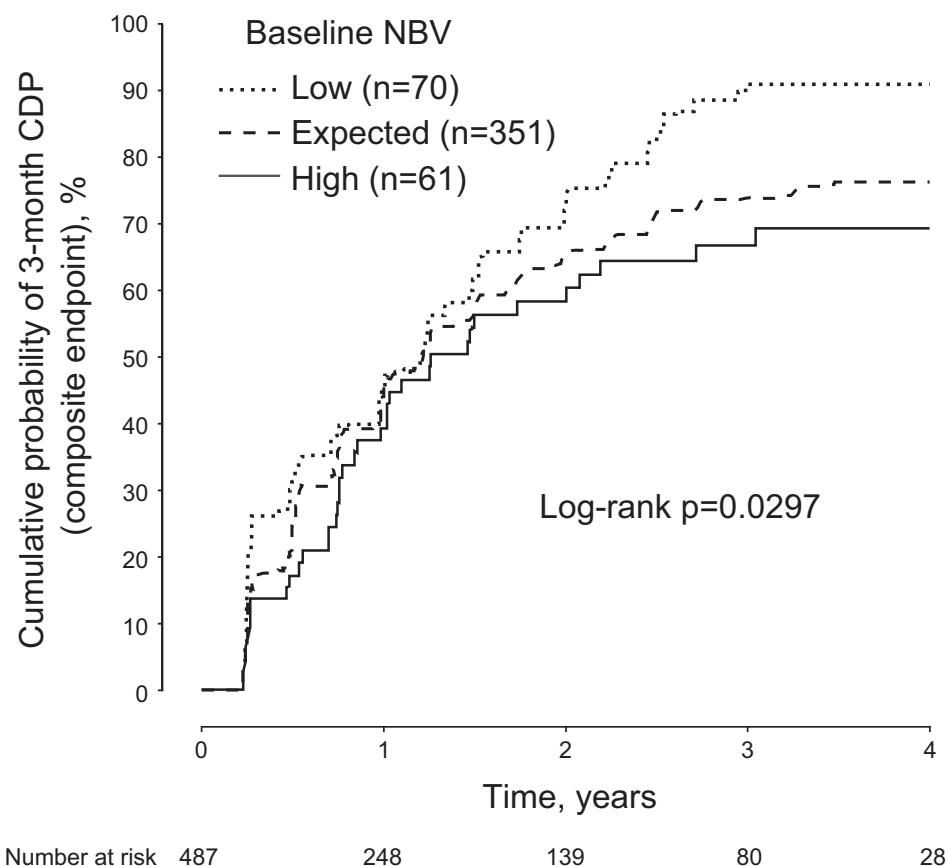 Cumulative probability of 3-month CDP
(composite endpoint), %
100
90
80
70
60
50
40
30
20
10
0
Baseline NBV
Low (n=70)
Expected (n=351)
High (n=61)
Log-rank p=0.0297
0 1 2 3 4
Time, years
Number at risk 487 248 139 80 28